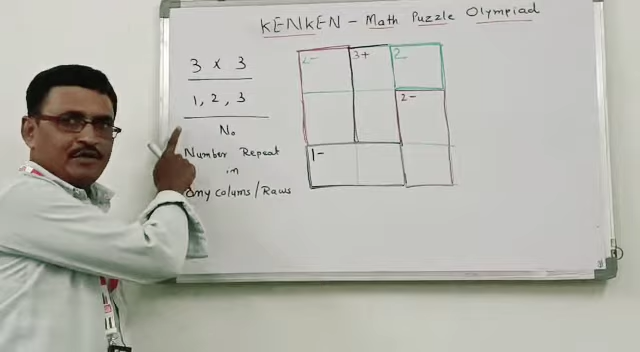 KENKEN - Math Puzzle Olympiad
3 x 3
1, 2, 3
No
Number Repeat
in
any colums/Raws
2- 3+ 2
2-
1-